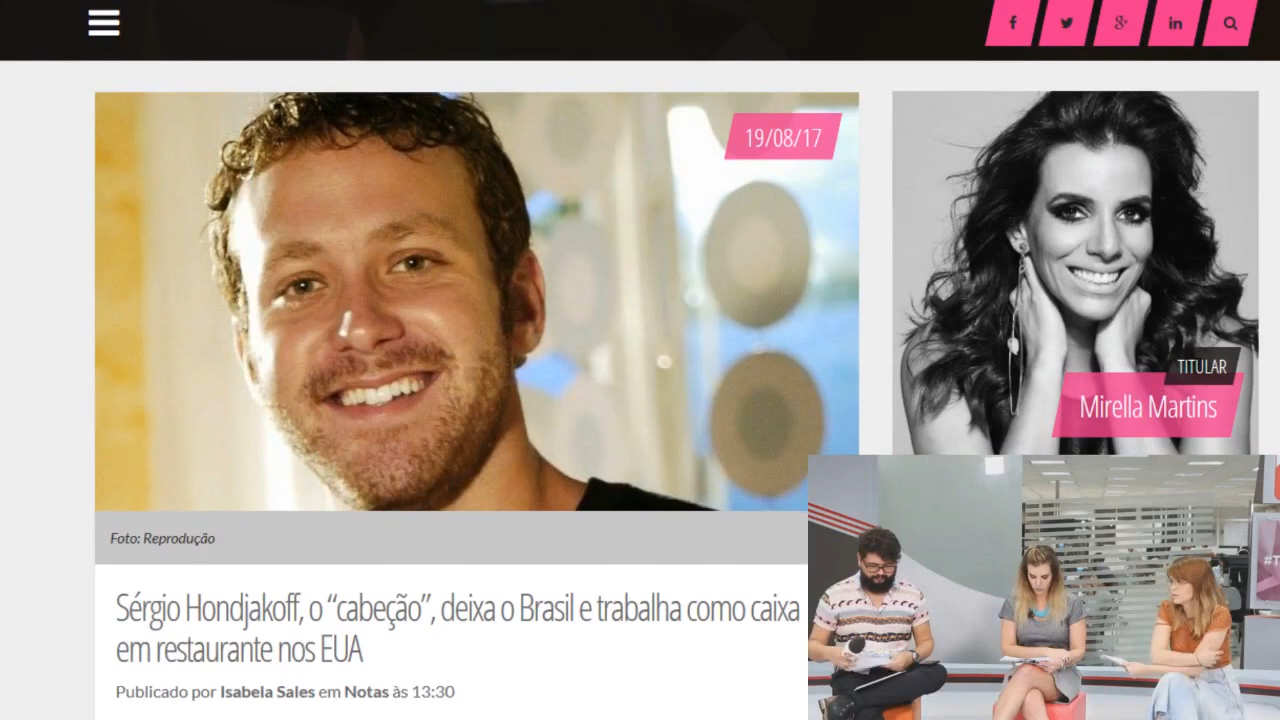 19/08/17
TITULAR
Mirella Martins
Foto: Reprodução
Sérgio Hondjakoff, o “cabeção”, deixa o Brasil e trabalha como caixa
em restaurante nos EUA
Publicado por Isabela Sales em Notas às 13:30
#T